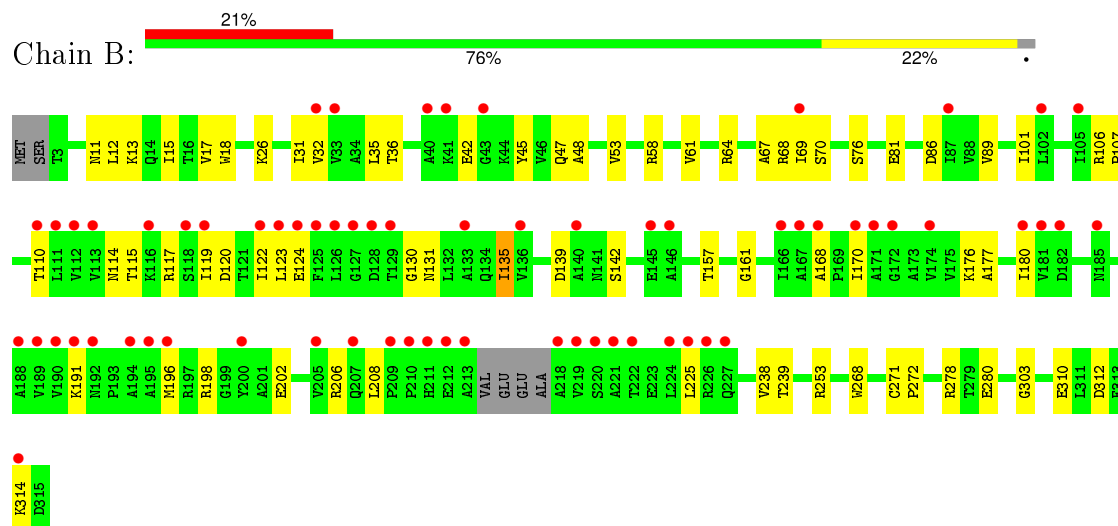 21%
Chain B:
76% 22%
MET SER T3 N11 L12 K13 Q14 I15 T16 V17 W18 K26 I31 V32 V33 A34 L35 T36 A40 K41 E42 G43 K44 Y45 V46 Q47 A48 V53 R58 V61 R64 A67 R68 I69 S70 S76 E81 D86 I87 V88 V89 I101 L102 I105 R106
T110 L111 V112 V113 N114 T115 K116 R117 S118 I119 D120 T121 I122 L123 E124 F125 L126 G127 D128 T129 G130 N131 L132 A133 Q134 I135 V136 D139 A140 N141 S142 E145 A146 T157 G161 I166 A167 A168 P169 I170 A171 G172 A173 V174 V175 K176 A177 I180 V181 D182 N185
A188 V189 V190 K191 N192 P193 A194 A195 M196 R197 R198 G199 Y200 A201 E202 V205 R206 Q207 L208 P209 P210 H211 E212 A213 VAL GLU GLU ALA A218 V219 S220 A221 T222 E223 L224 L225 R226 Q227 V238 T239 R253 W268 C271 P272 R278 T279 E280 G303 E310 L311 D312
K314 D315